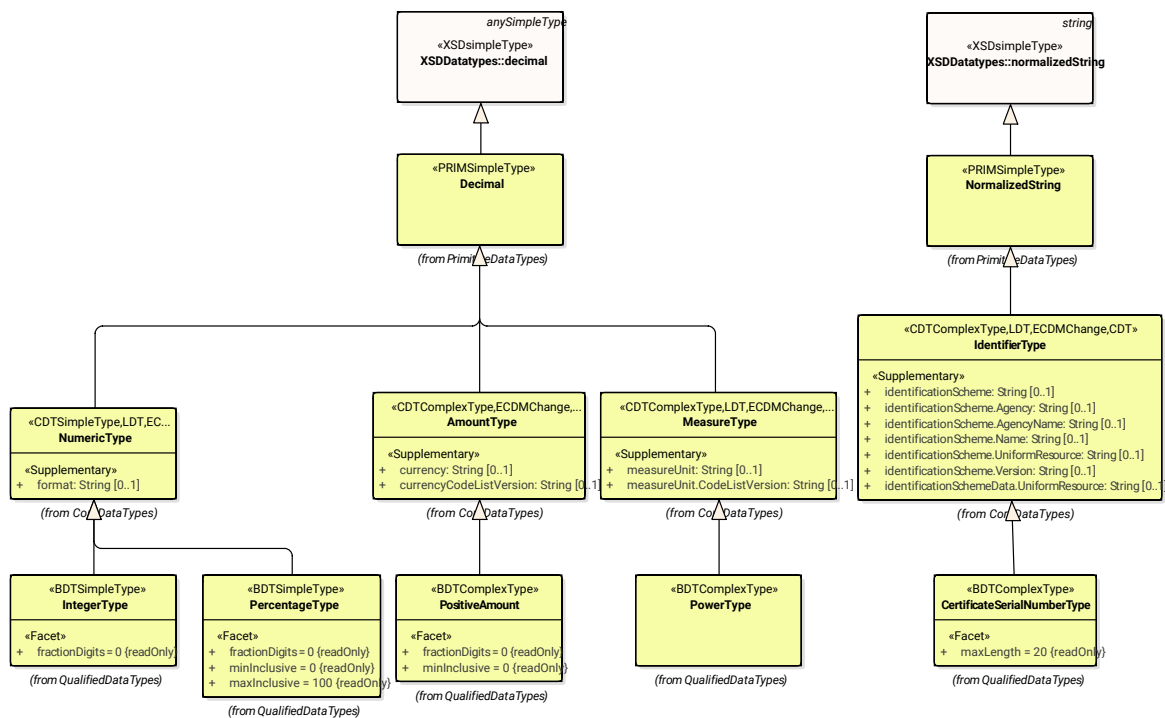 anySimpleType
«XSDsimpleType»
XSDDatatypes::decimal
string
«XSDsimpleType»
XSDDatatypes::normalizedString
«PRIMSimpleType»
Decimal
(from PrimitiveDataTypes)
«PRIMSimpleType»
NormalizedString
(from PrimitiveDataTypes)
«CDTComplexType,LDT,ECDMChange,CDT»
IdentifierType
«Supplementary»
+ identificationScheme: String [0..1]
+ identificationScheme.Agency: String [0..1]
+ identificationScheme.AgencyName: String [0..1]
+ identificationScheme.Name: String [0..1]
+ identificationScheme.UniformResource: String [0..1]
+ identificationScheme.Version: String [0..1]
+ identificationSchemeData.UniformResource: String [0..1]
(from CoreDataTypes)
«CDTSimpleType,LDT,EC...
NumericType
«Supplementary»
+ format: String [0..1]
(from CoreDataTypes)
«CDTComplexType,ECDMChange,...
AmountType
«Supplementary»
+ currency: String [0..1]
+ currencyCodeListVersion: String [0..1]
(from CoreDataTypes)
«CDTComplexType,LDT,ECDMChange,...
MeasureType
«Supplementary»
+ measureUnit: String [0..1]
+ measureUnit.CodeListVersion: String [0..1]
(from CoreDataTypes)
«BDTSimpleType»
IntegerType
«Facet»
+ fractionDigits = 0 {readOnly}
(from QualifiedDataTypes)
«BDTSimpleType»
PercentageType
«Facet»
+ fractionDigits = 0 {readOnly}
+ minInclusive = 0 {readOnly}
+ maxInclusive = 100 {readOnly}
(from QualifiedDataTypes)
«BDTComplexType»
PositiveAmount
«Facet»
+ fractionDigits = 0 {readOnly}
+ minInclusive = 0 {readOnly}
(from QualifiedDataTypes)
«BDTComplexType»
PowerType
(from QualifiedDataTypes)
«BDTComplexType»
CertificateSerialNumberType
«Facet»
+ maxLength = 20 {readOnly}
(from QualifiedDataTypes)